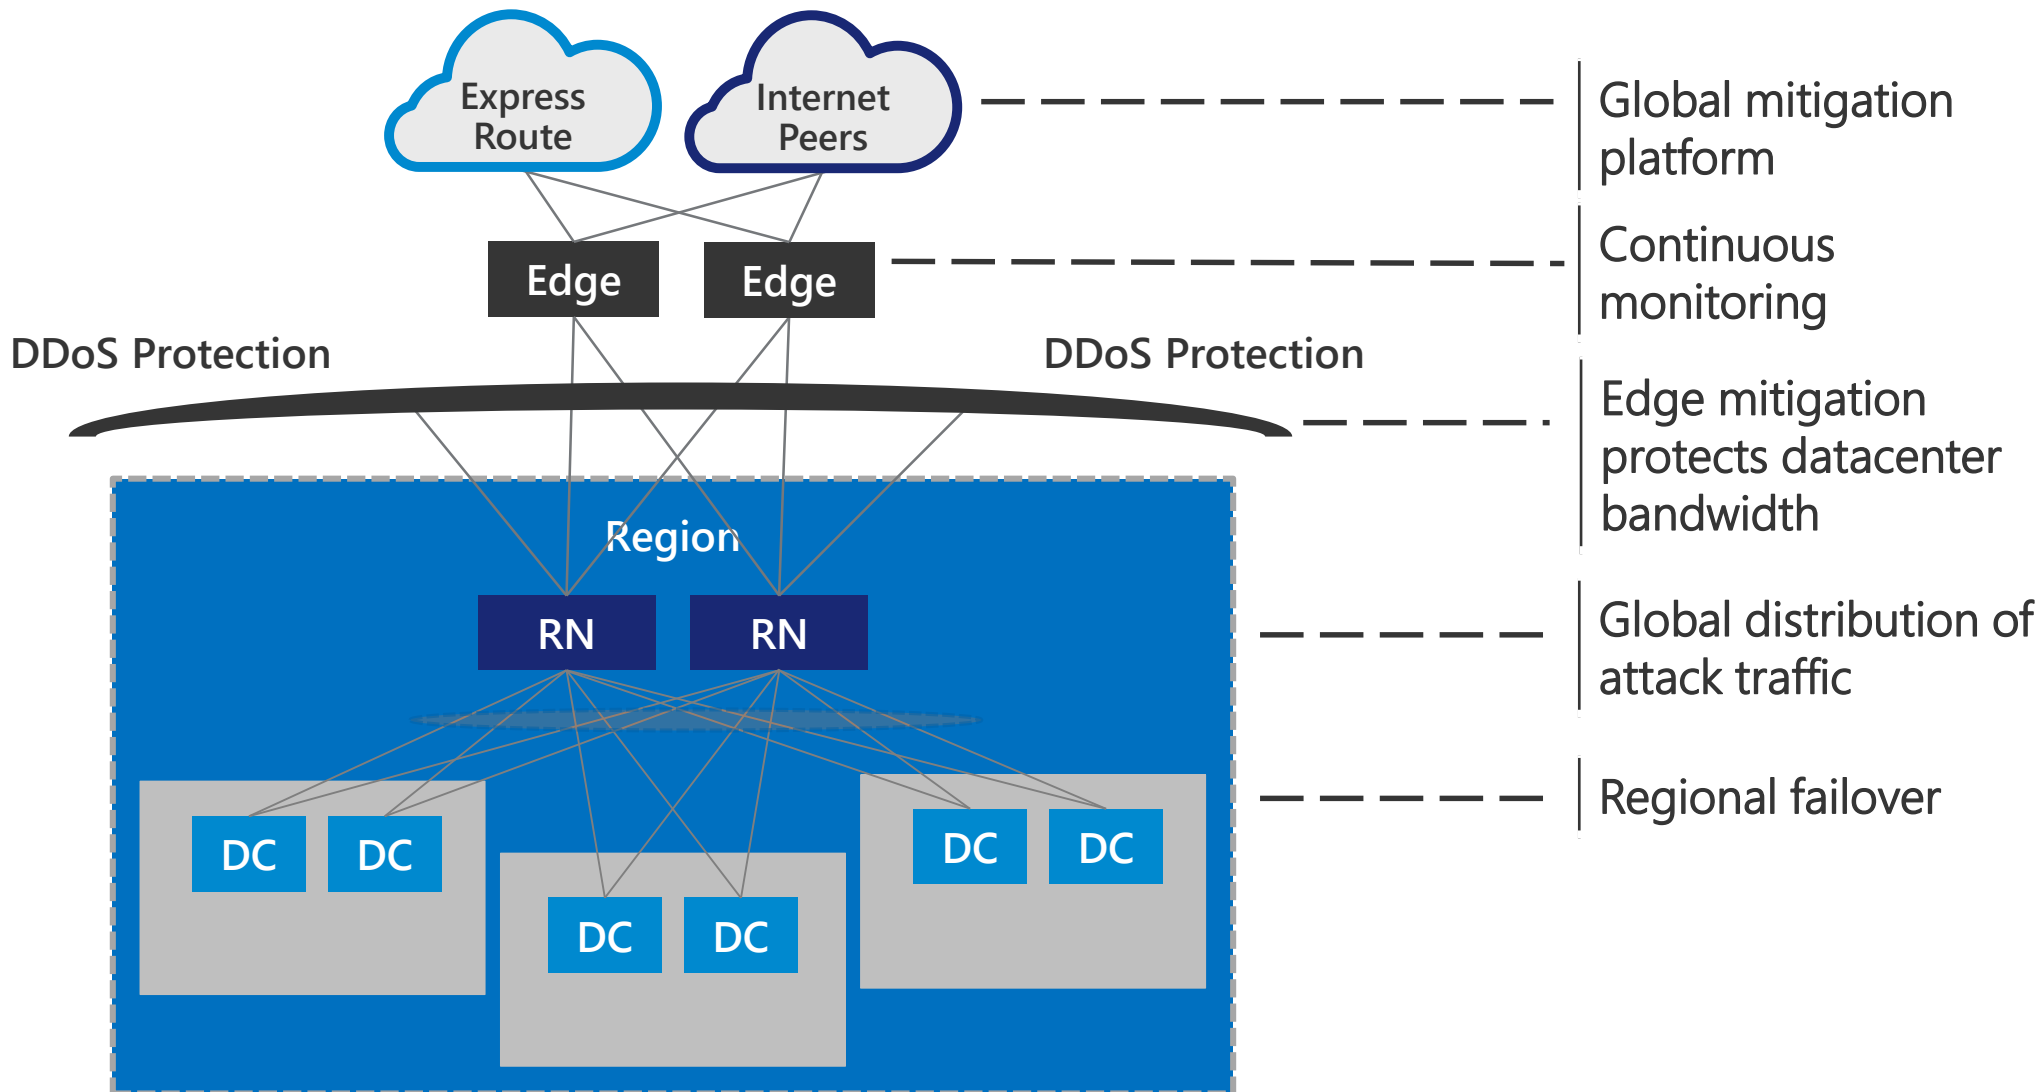 Express
Route
Internet
Peers
Global mitigation
platform
Edge
Edge
Continuous
monitoring
DDoS Protection
DDoS Protection
Edge mitigation
protects datacenter
bandwidth
Region
RN
RN
Global distribution of
attack traffic
Regional failover
DC
DC
DC
DC
DC
DC